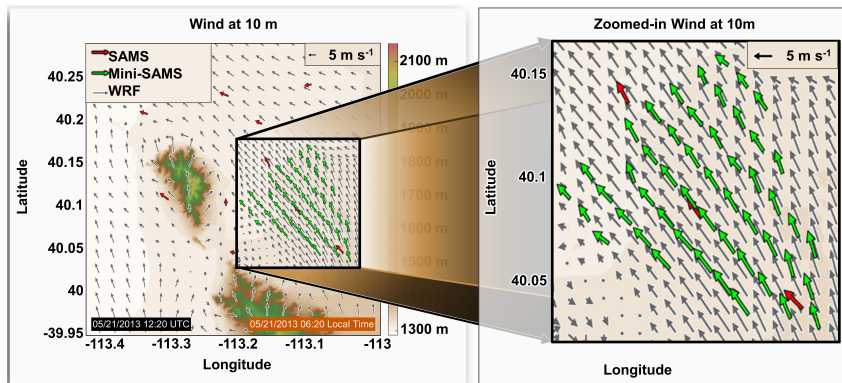 Wind at 10 m
SAMS
Mini-SAMS
WRF
5 m s⁻¹
2100 m
2000 m
1900 m
1800 m
1700 m
1600 m
1500 m
1300 m
40.25
40.2
40.15
40.1
40.05
40
-39.95
Latitude
05/21/2013 12:20 UTC
05/21/2013 06:20 Local Time
-113.4
-113.3
-113.2
-113.1
-113
Longitude
Zoomed-in Wind at 10m
5 m s⁻¹
40.15
40.1
40.05
Latitude
Longitude